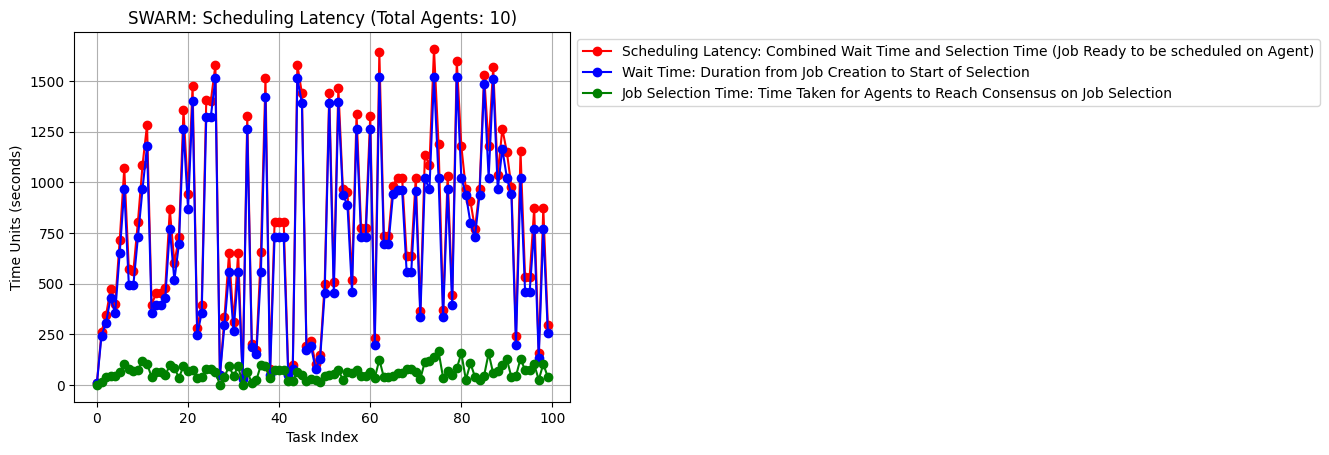 SWARM: Scheduling Latency (Total Agents: 10)
Scheduling Latency: Combined Wait Time and Selection Time (Job Ready to be scheduled on Agent)
Wait Time: Duration from Job Creation to Start of Selection
Job Selection Time: Time Taken for Agents to Reach Consensus on Job Selection
Time Units (seconds)
1500
1250
1000
750
500
250
0
0 20 40 60 80 100
Task Index